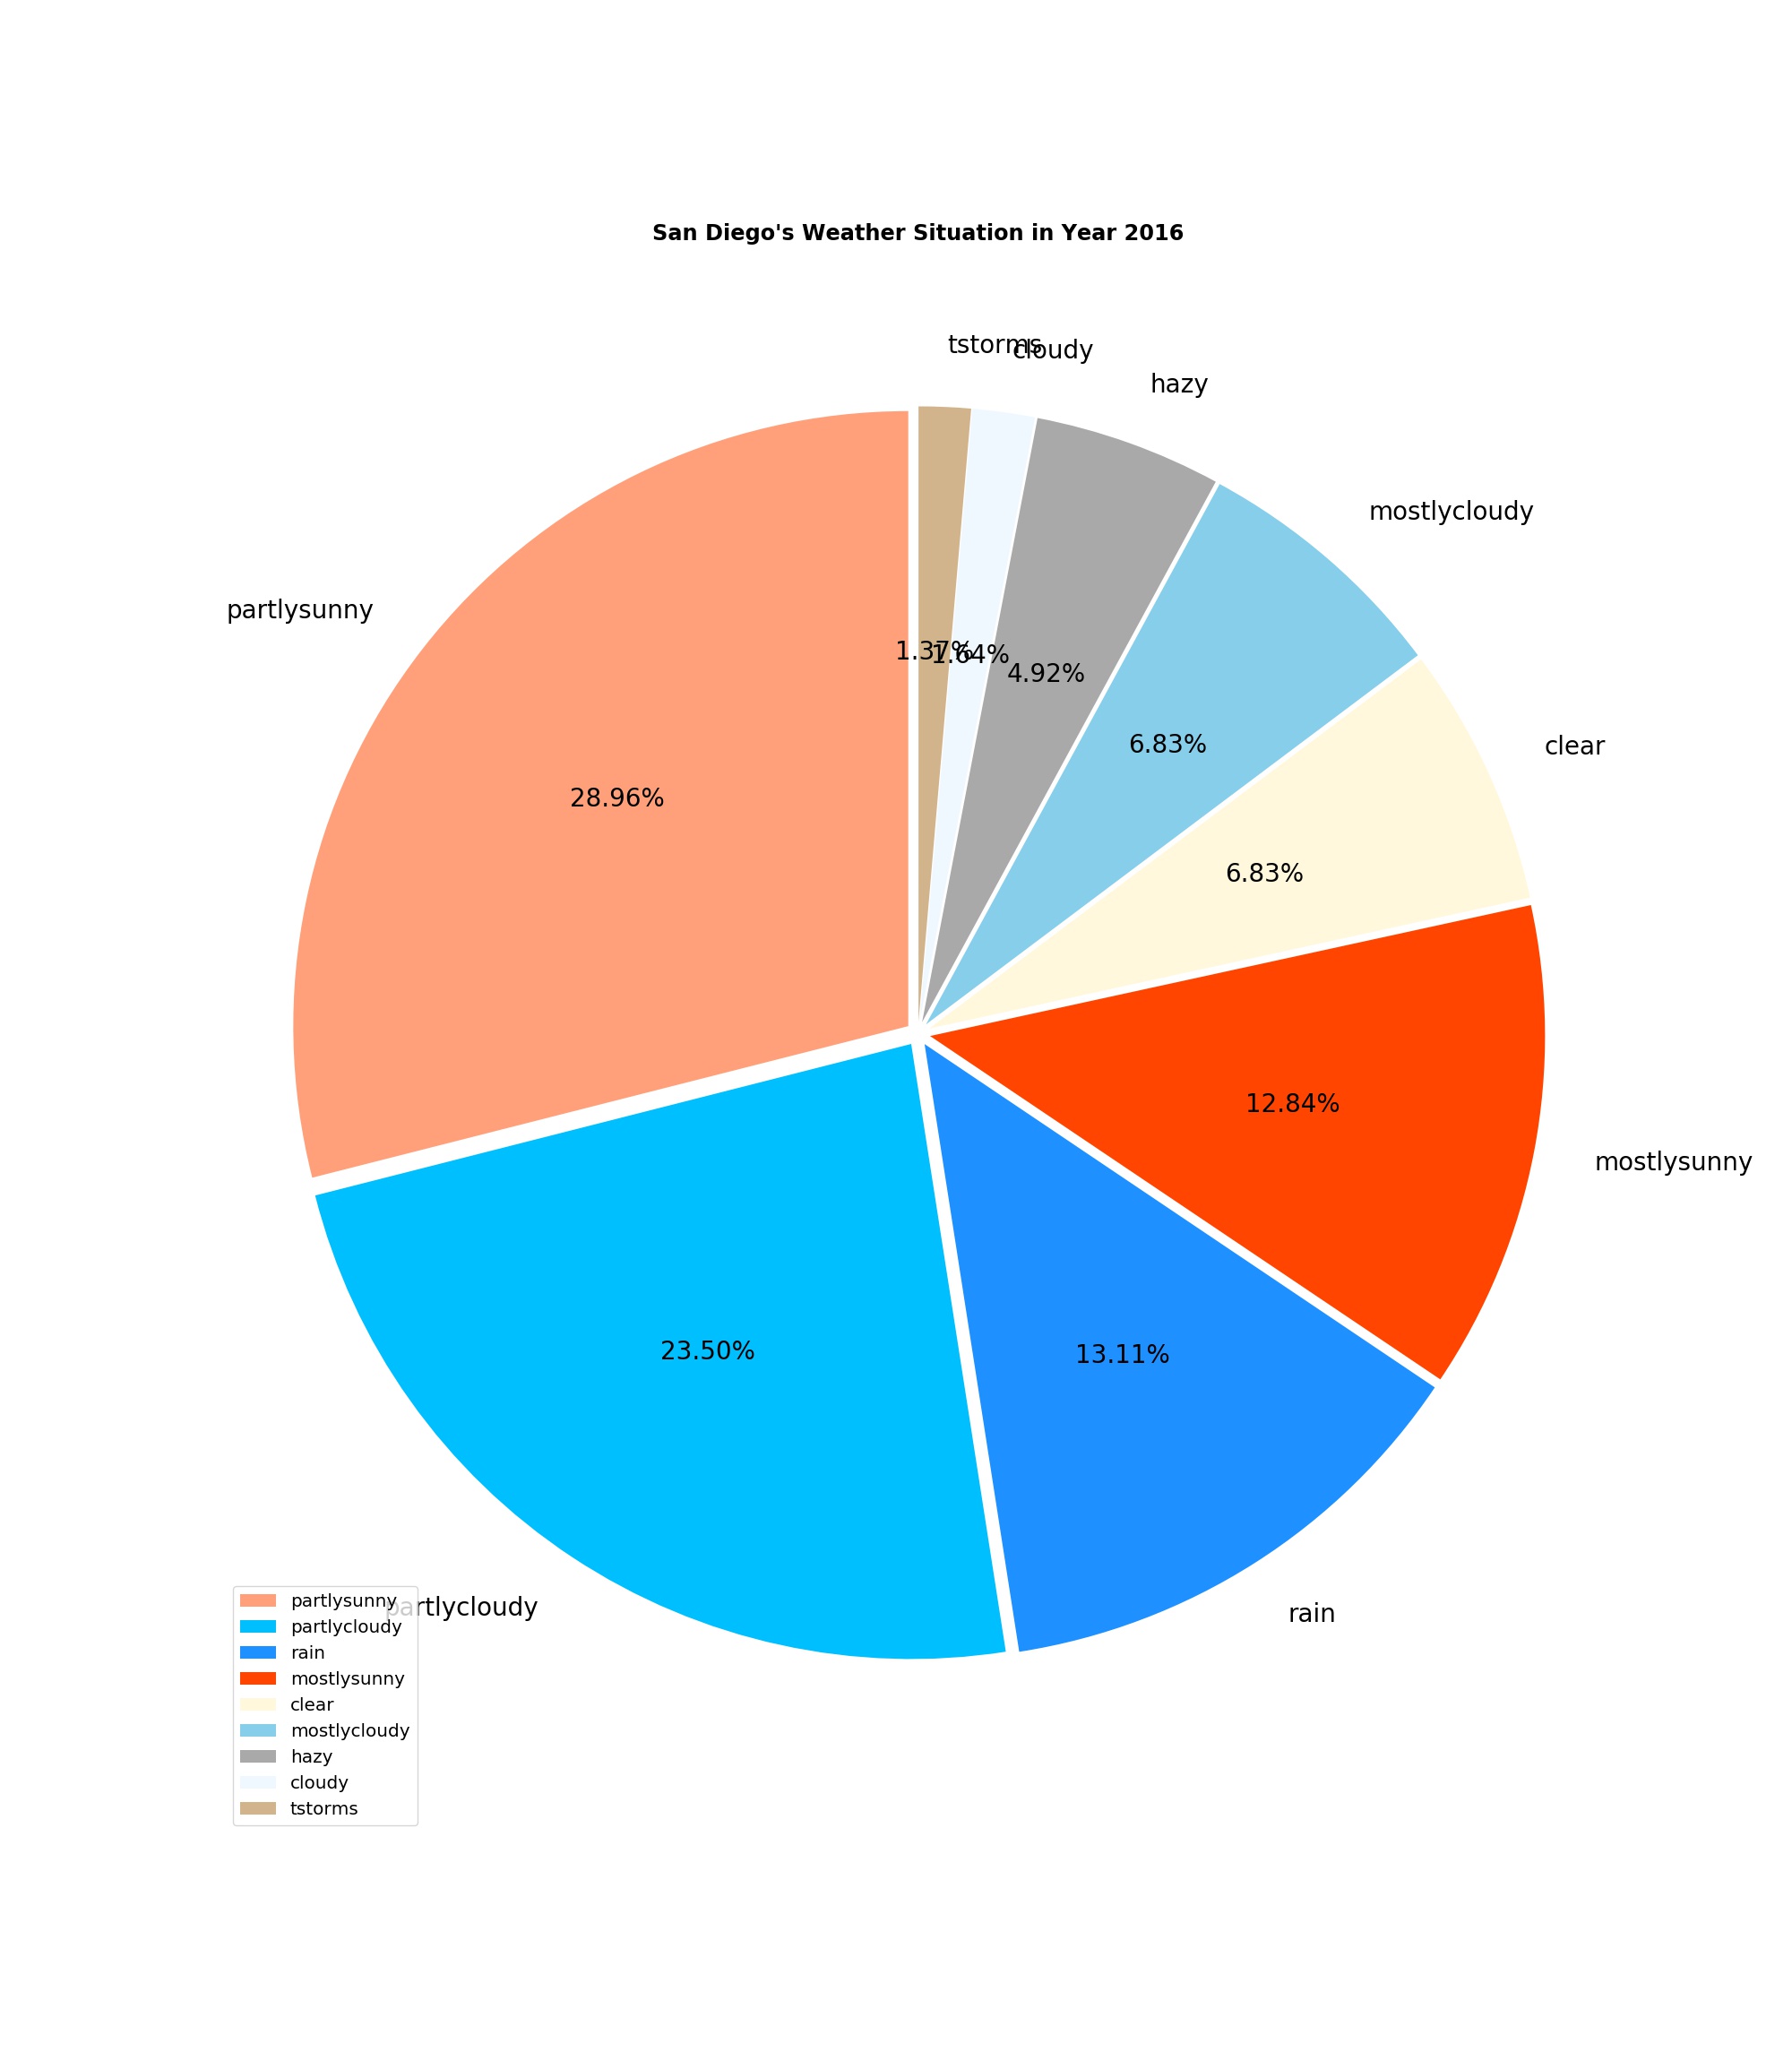 San Diego's Weather Situation in Year 2016
tstorms
cloudy
hazy
mostlycloudy
partlysunny
1.37%
1.64%
4.92%
6.83%
clear
28.96%
6.83%
12.84%
mostlysunny
23.50%
13.11%
partlycloudy
rain
partlysunny
partlycloudy
rain
mostlysunny
clear
mostlycloudy
hazy
cloudy
tstorms